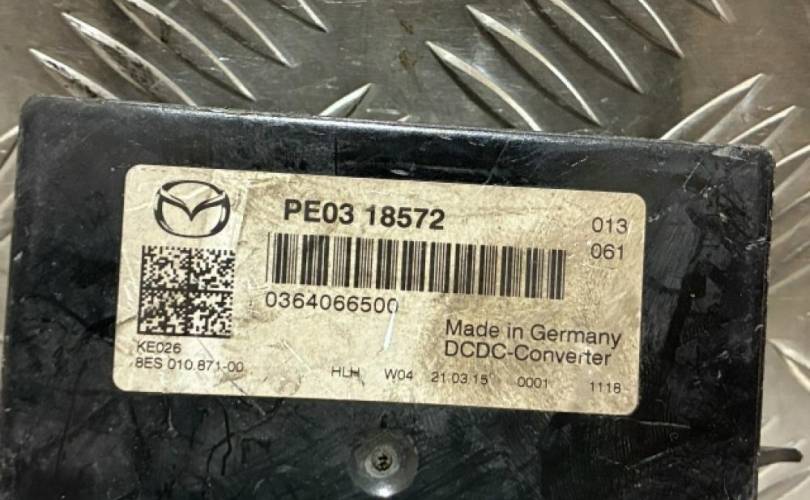 PE03 18572
013
061
0364066500
Made in Germany
DCDC-Converter
KE026
8ES 010.871-00
HLH W04 21.03.15 0001 1116